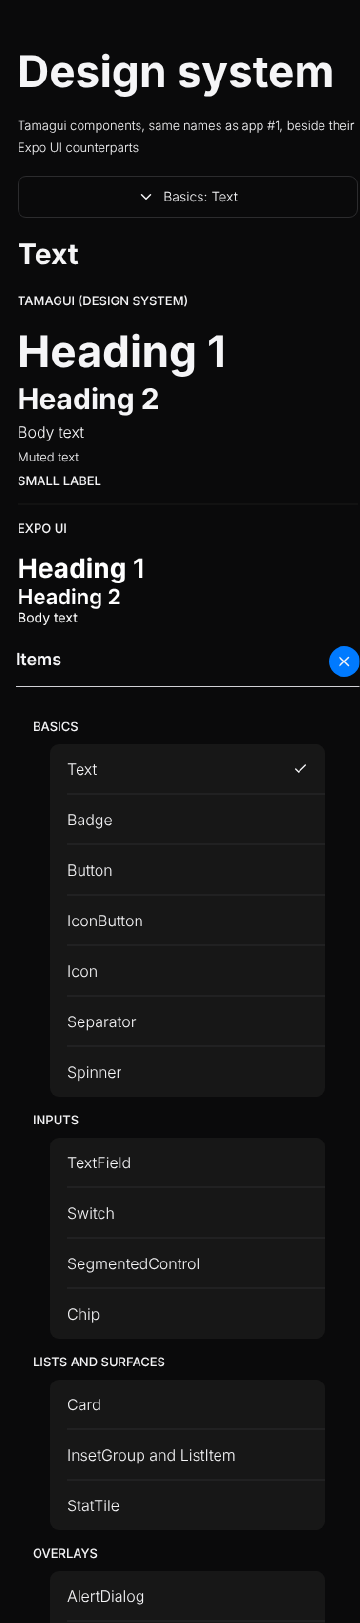 Design system
Tamagui components, same names as app #1, beside their
Expo UI counterparts
Basics: Text
Text
TAMAGUI (DESIGN SYSTEM)
Heading 1
Heading 2
Body text
Muted text
SMALL LABEL
EXPO UI
Heading 1
Heading 2
Body text
Items
BASICS
Text
Badge
Button
IconButton
Icon
Separator
Spinner
INPUTS
TextField
Switch
SegmentedControl
Chip
LISTS AND SURFACES
Card
InsetGroup and ListItem
StatTile
OVERLAYS
AlertDialog